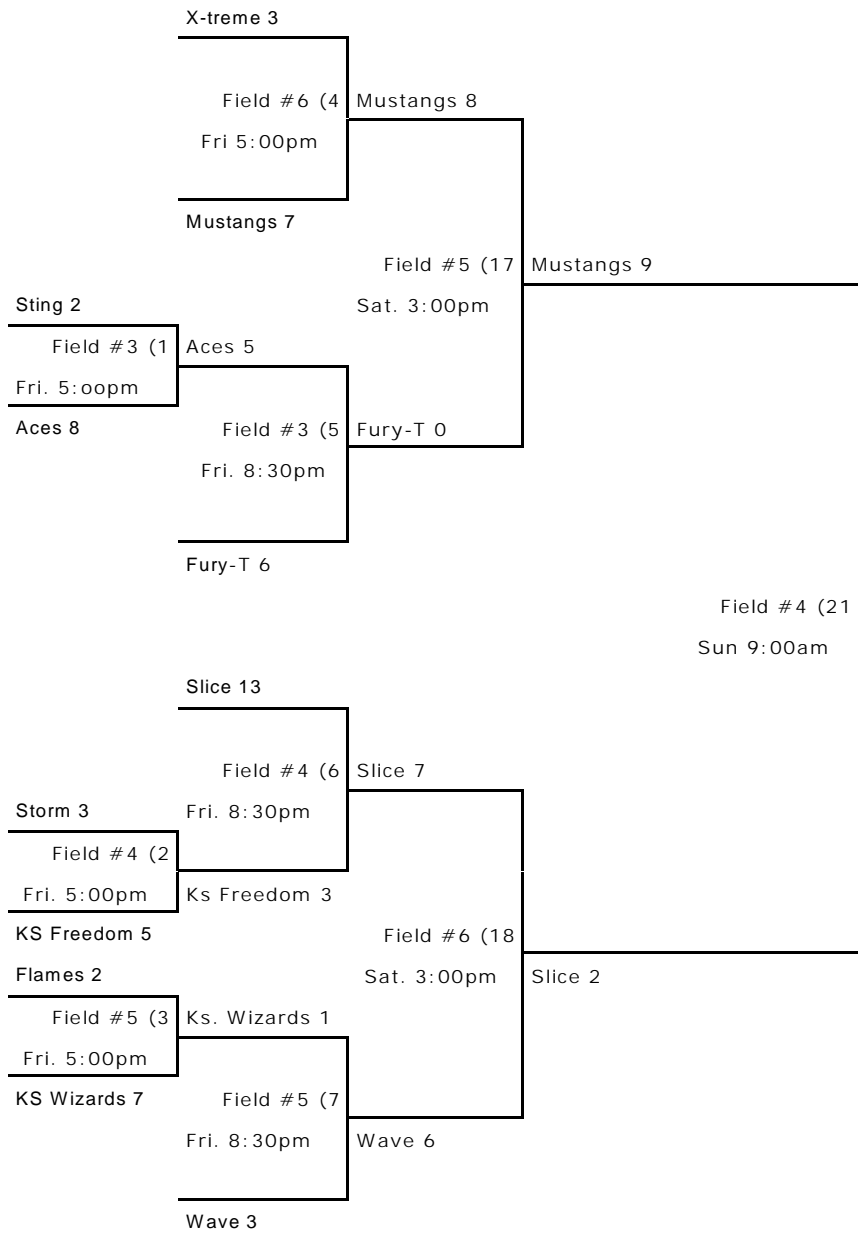 X-treme 3
Field #6 (4
Mustangs 8
Fri 5:00pm
Mustangs 7
Field #5 (17
Mustangs 9
Sting 2
Sat. 3:00pm
Field #3 (1
Aces 5
Fri. 5:oopm
Aces 8
Field #3 (5
Fury-T 0
Fri. 8:30pm
Fury-T 6
Field #4 (21
Sun 9:00am
Slice 13
Field #4 (6
Slice 7
Storm 3
Fri. 8:30pm
Field #4 (2
Fri. 5:00pm
Ks Freedom 3
KS Freedom 5
Field #6 (18
Flames 2
Sat. 3:00pm
Slice 2
Field #5 (3
Ks. Wizards 1
Fri. 5:00pm
KS Wizards 7
Field #5 (7
Fri. 8:30pm
Wave 6
Wave 3